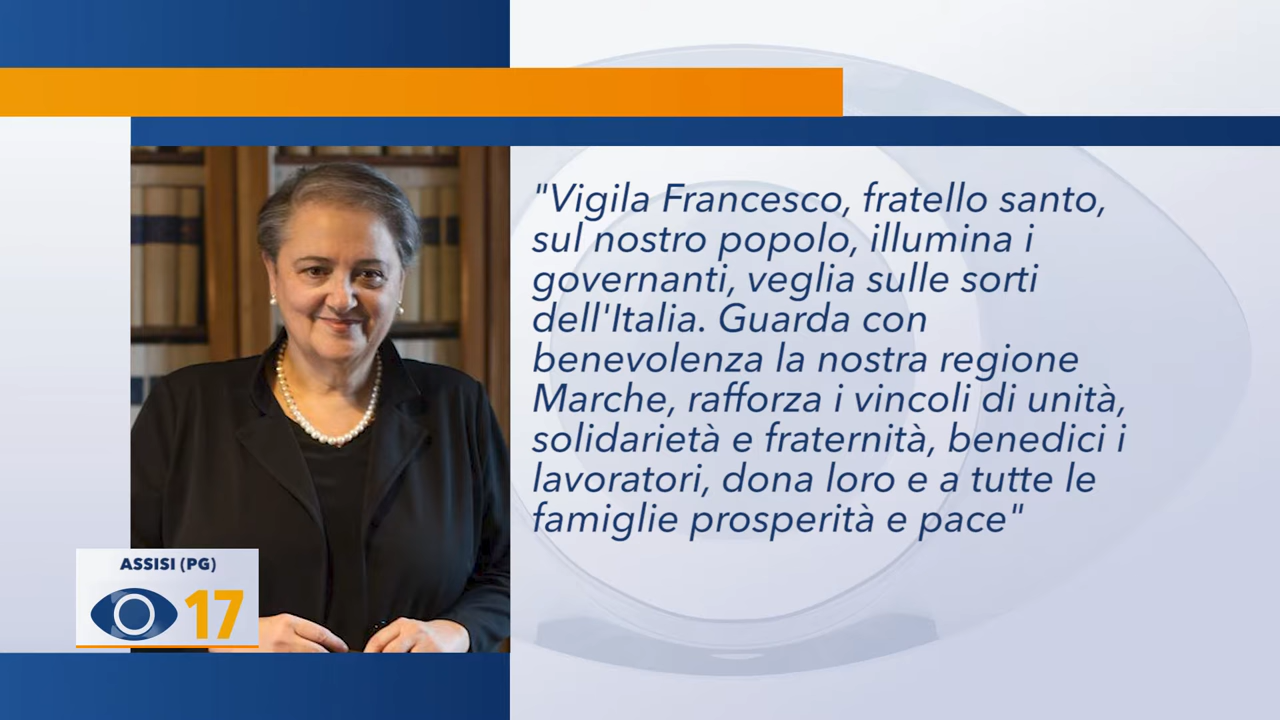 "Vigila Francesco, fratello santo,
sul nostro popolo, illumina i
governanti, veglia sulle sorti
dell'Italia. Guarda con
benevolenza la nostra regione
Marche, rafforza i vincoli di unità,
solidarietà e fraternità, benedici i
lavoratori, dona loro e a tutte le
famiglie prosperità e pace"
ASSISI (PG)
17